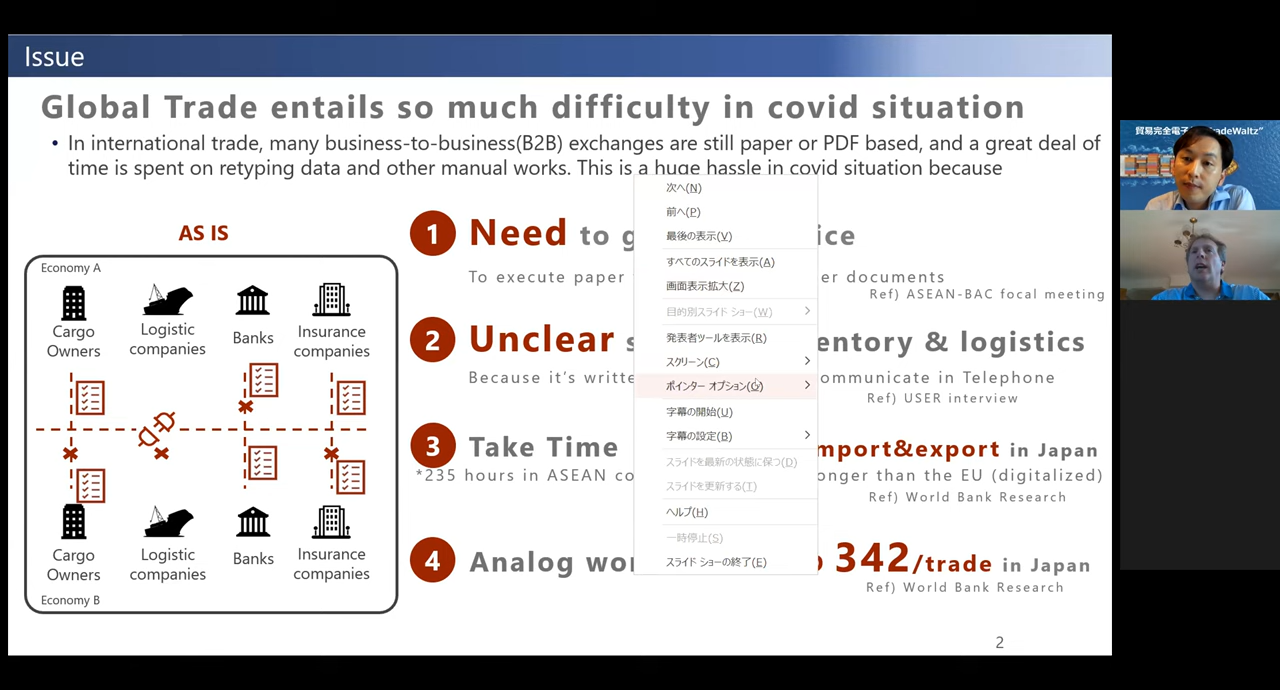 Issue
Global Trade entails so much difficulty in covid situation
• In international trade, many business-to-business(B2B) exchanges are still paper or PDF based, and a great deal of
time is spent on retyping data and other manual works. This is a huge hassle in covid situation because
AS IS
Economy A
Cargo
Owners
Logistic
companies
Banks
Insurance
companies
Cargo
Owners
Logistic
companies
Banks
Insurance
companies
Economy B
1 Need to
To execute paper documents
Ref) ASEAN-BAC focal meeting
2 Unclear & logistics
Because it's communicate in Telephone
Ref) USER interview
3 Take Time in Japan
*235 hours in ASEAN than the EU (digitalized)
Ref) World Bank Research
4 Analog 342/trade in Japan
Ref) World Bank Research
2
次へ(N)
前へ(P)
最後の表示(V)
すべてのスライドを表示(A)
画面表示拡大(Z)
目的別スライド ショー(W)
発表者ツールを表示(R)
スクリーン(C)
ポインター オプション(O)
字幕の開始(U)
字幕の設定(B)
スライドを最新の状態に保つ(D)
スライドを更新する(T)
ヘルプ(H)
一時停止(S)
スライド ショーの終了(E)
貿易完全電子